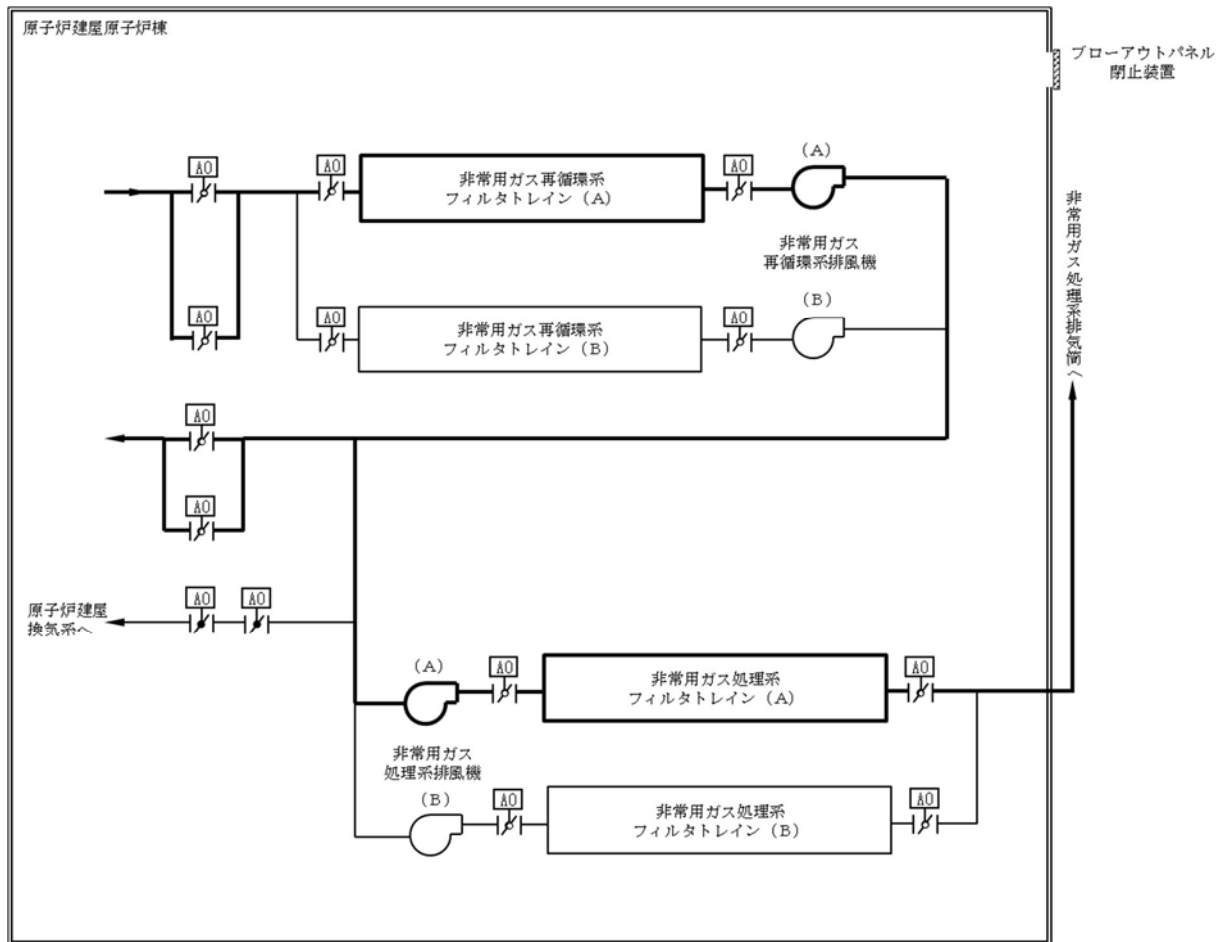 原子炉建屋原子炉棟
ブローアウトパネル
閉止装置
AO
AO
AO
(A)
非常用ガス再循環系
フィルタトレイン(A)
非常用ガス
再循環系排風機
AO
AO
AO
(B)
非常用ガス再循環系
フィルタトレイン(B)
非常用ガス処理系排気筒へ
AO
AO
AO
AO
原子炉建屋
換気系へ
(A)
AO
AO
非常用ガス処理系
フィルタトレイン(A)
非常用ガス
処理系排風機
(B)
AO
AO
非常用ガス処理系
フィルタトレイン(B)